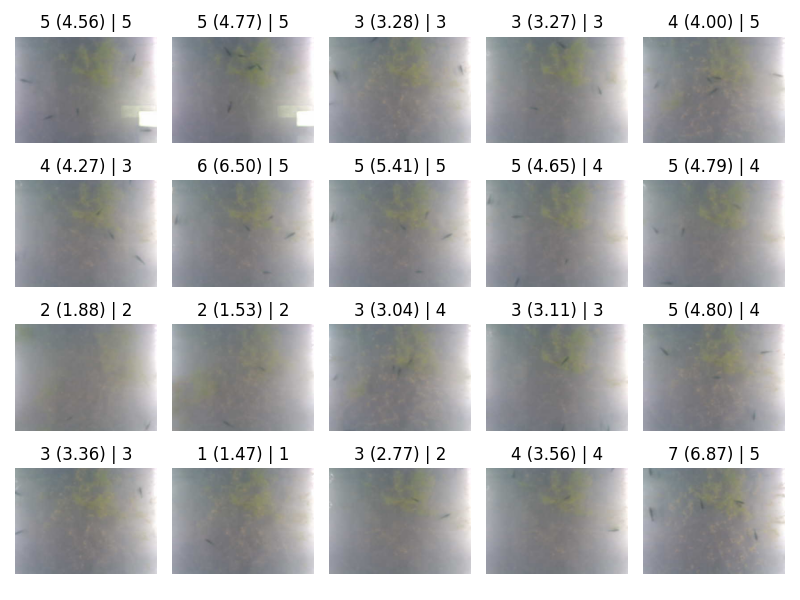 5 (4.56) | 5
5 (4.77) | 5
3 (3.28) | 3
3 (3.27) | 3
4 (4.00) | 5
4 (4.27) | 3
6 (6.50) | 5
5 (5.41) | 5
5 (4.65) | 4
5 (4.79) | 4
2 (1.88) | 2
2 (1.53) | 2
3 (3.04) | 4
3 (3.11) | 3
5 (4.80) | 4
3 (3.36) | 3
1 (1.47) | 1
3 (2.77) | 2
4 (3.56) | 4
7 (6.87) | 5